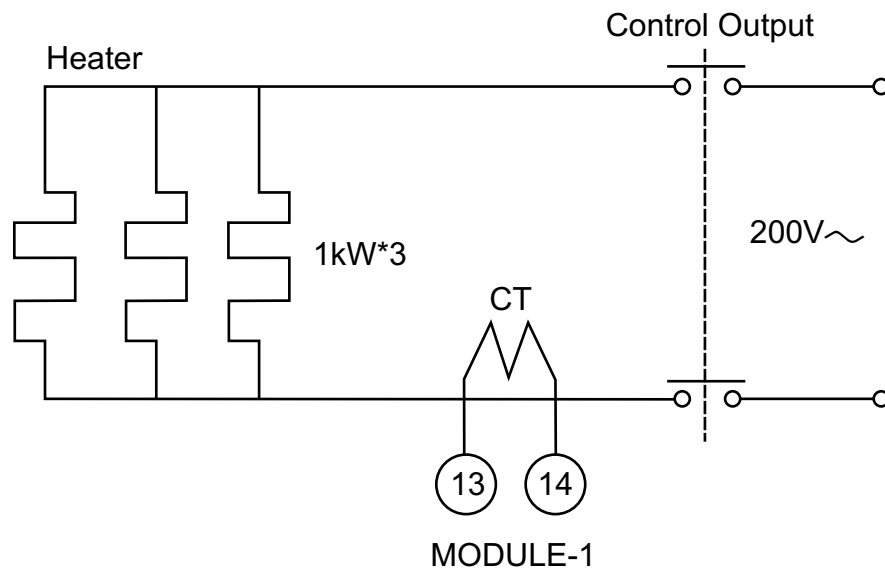 Control Output
Heater
1kW*3
200V~
CT
13
14
MODULE-1